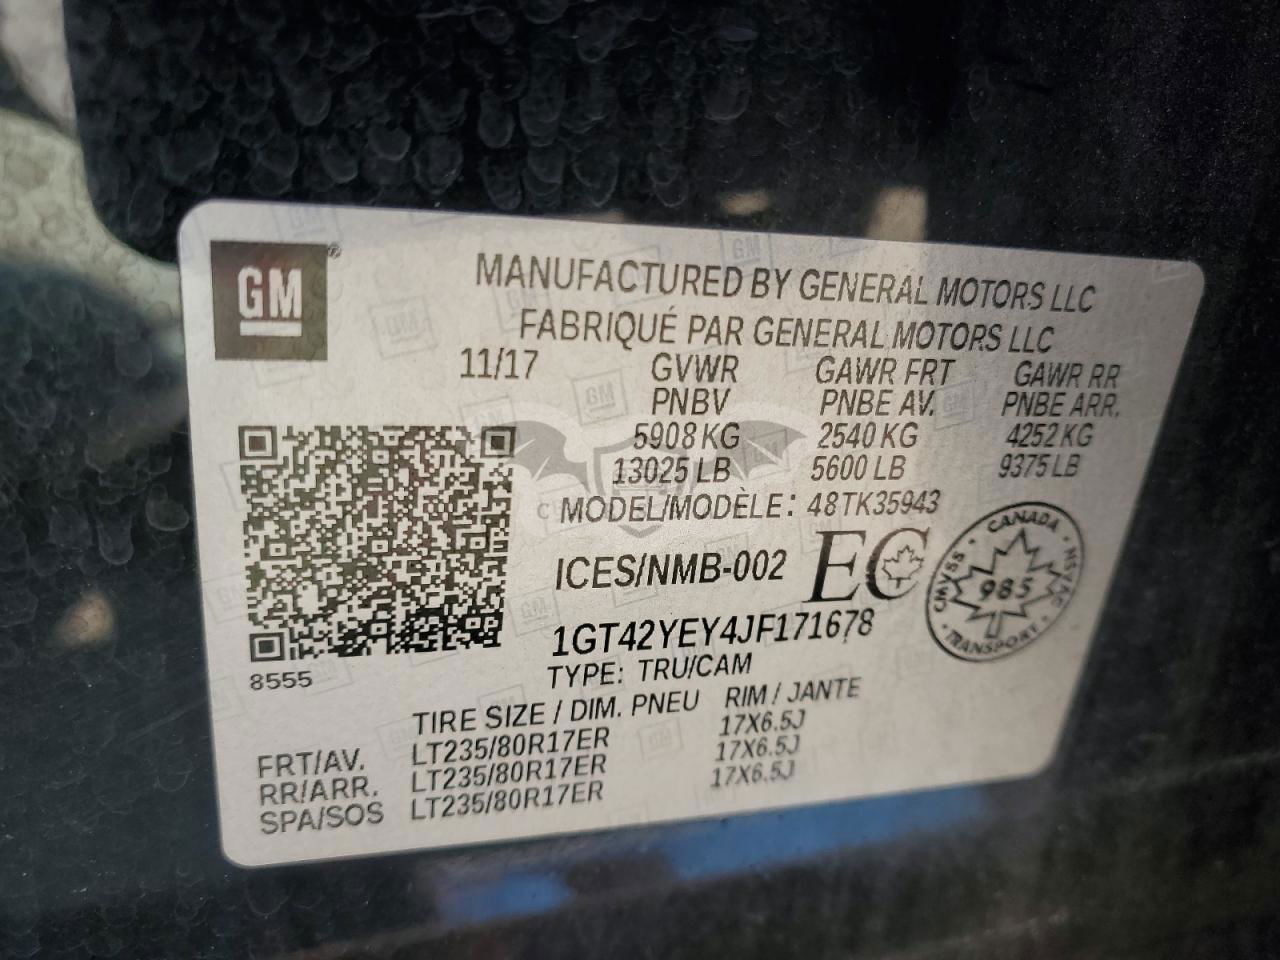 GM®
MANUFACTURED BY GENERAL MOTORS LLC
FABRIQUÉ PAR GENERAL MOTORS LLC
11/17 GVWR GAWR FRT GAWR RR
PNBV PNBE AV. PNBE ARR.
5908 KG 2540 KG 4252 KG
13025 LB 5600 LB 9375 LB
MODEL/MODÈLE: 48TK35943
ICES/NMB-002 EC
CANADA CMVSS NSVAC 985 TRANSPORT
1GT42YEY4JF171678
8555
TYPE: TRU/CAM
TIRE SIZE / DIM. PNEU RIM / JANTE
FRT/AV. LT235/80R17ER 17X6.5J
RR/ARR. LT235/80R17ER 17X6.5J
SPA/SOS LT235/80R17ER 17X6.5J